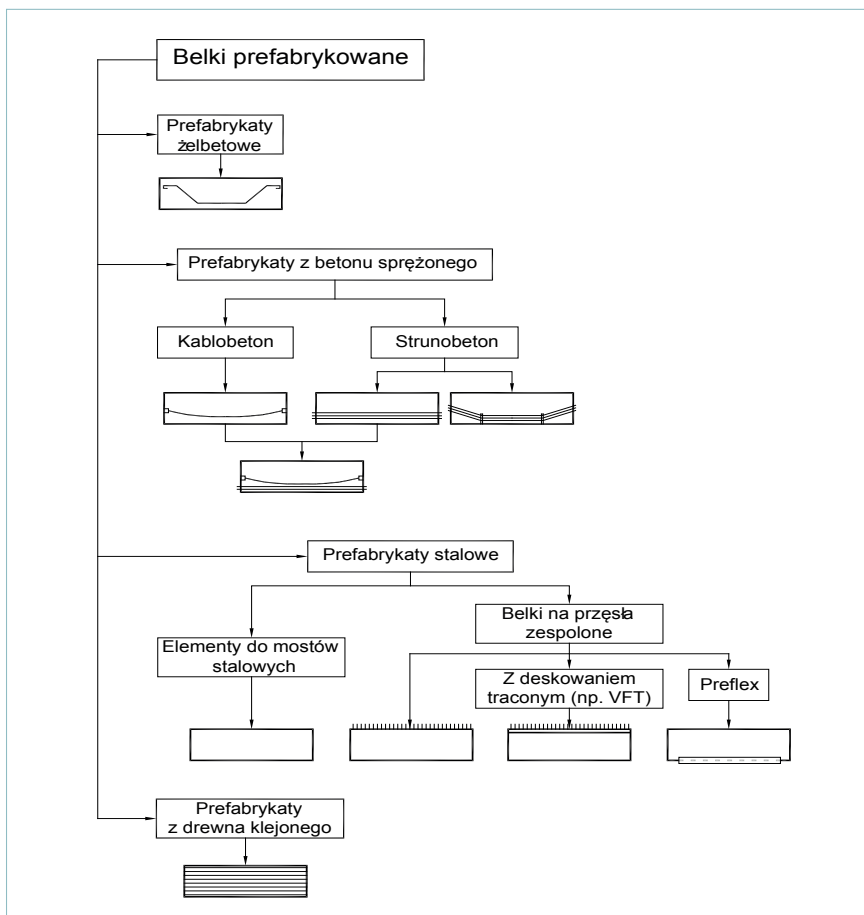 Belki prefabrykowane
Prefabrykaty
żelbetowe
Prefabrykaty z betonu sprężonego
Kablobeton
Strunobeton
Prefabrykaty stalowe
Belki na przęsła
zespolone
Elementy do mostów
stalowych
Z deskowaniem
traconym (np. VFT)
Preflex
Prefabrykaty
z drewna klejonego